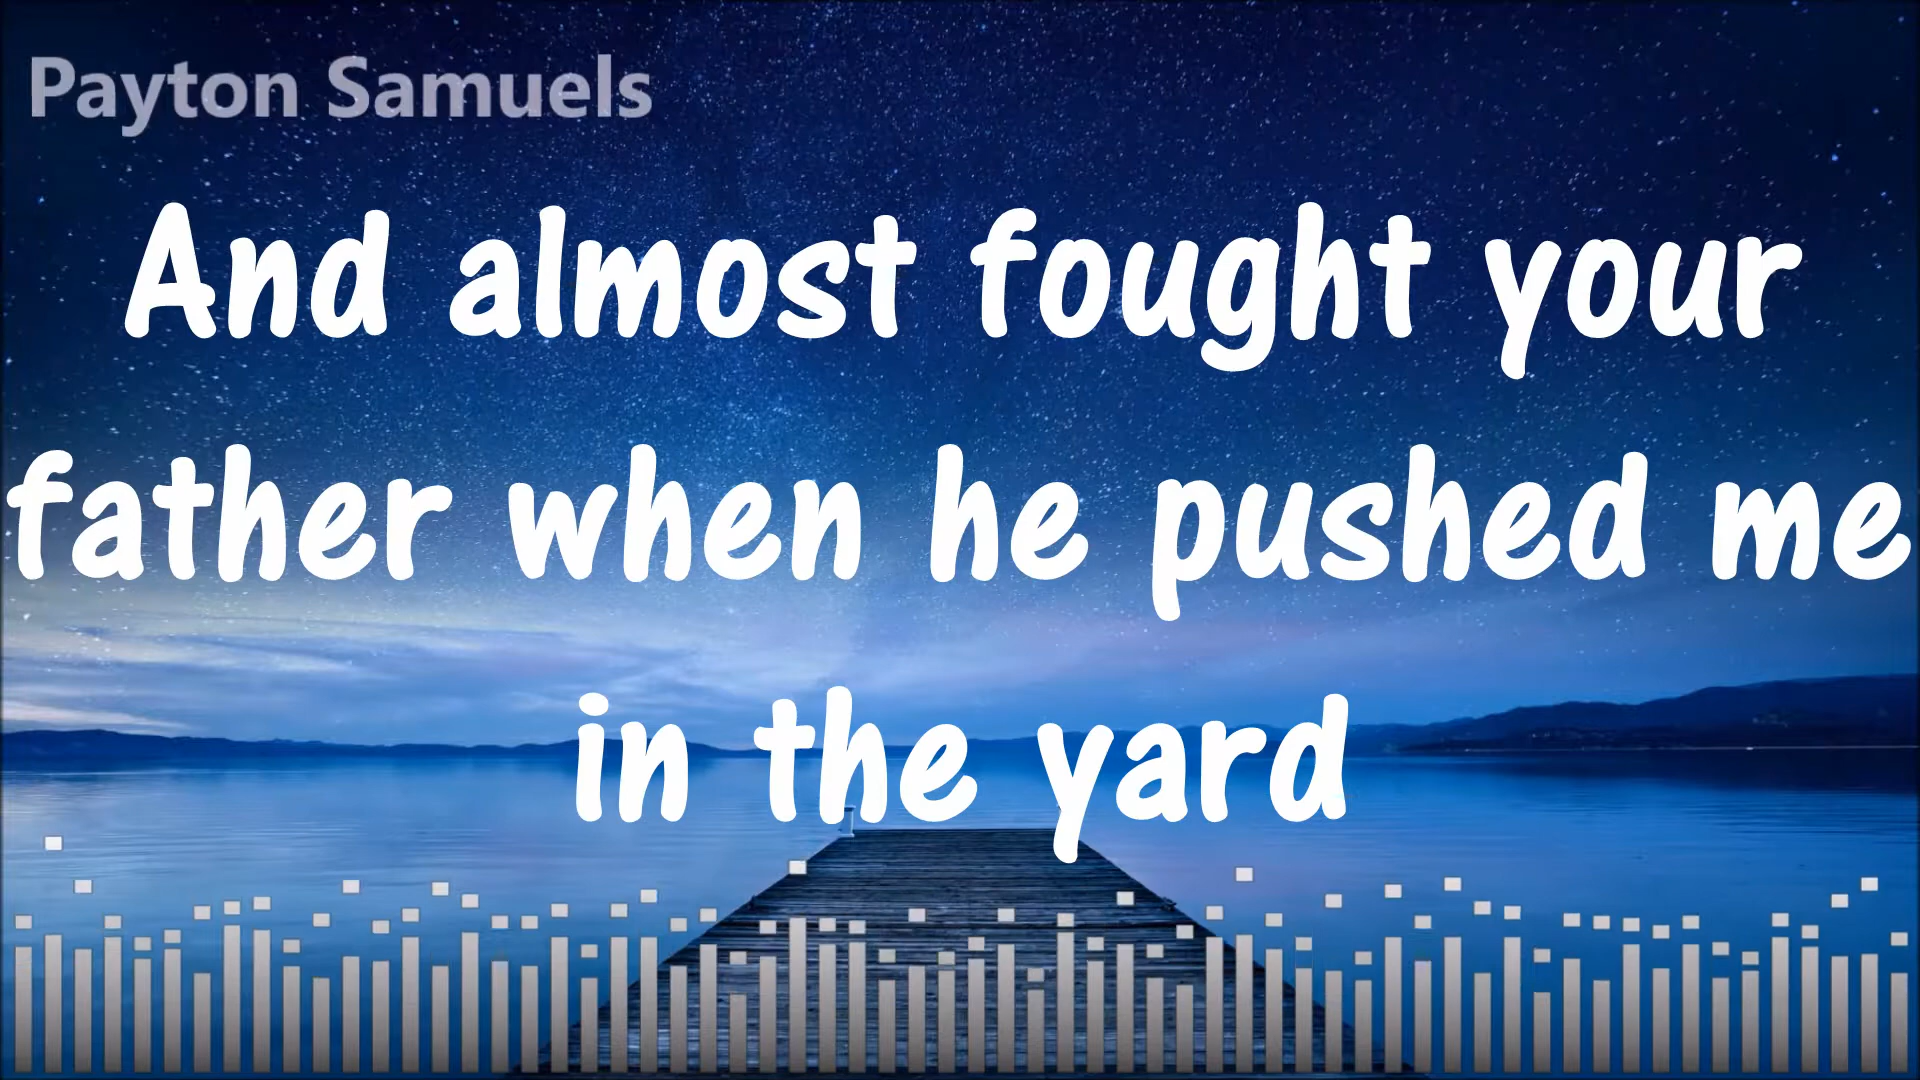 Payton Samuels
And almost fought your
father when he pushed me
in the yard